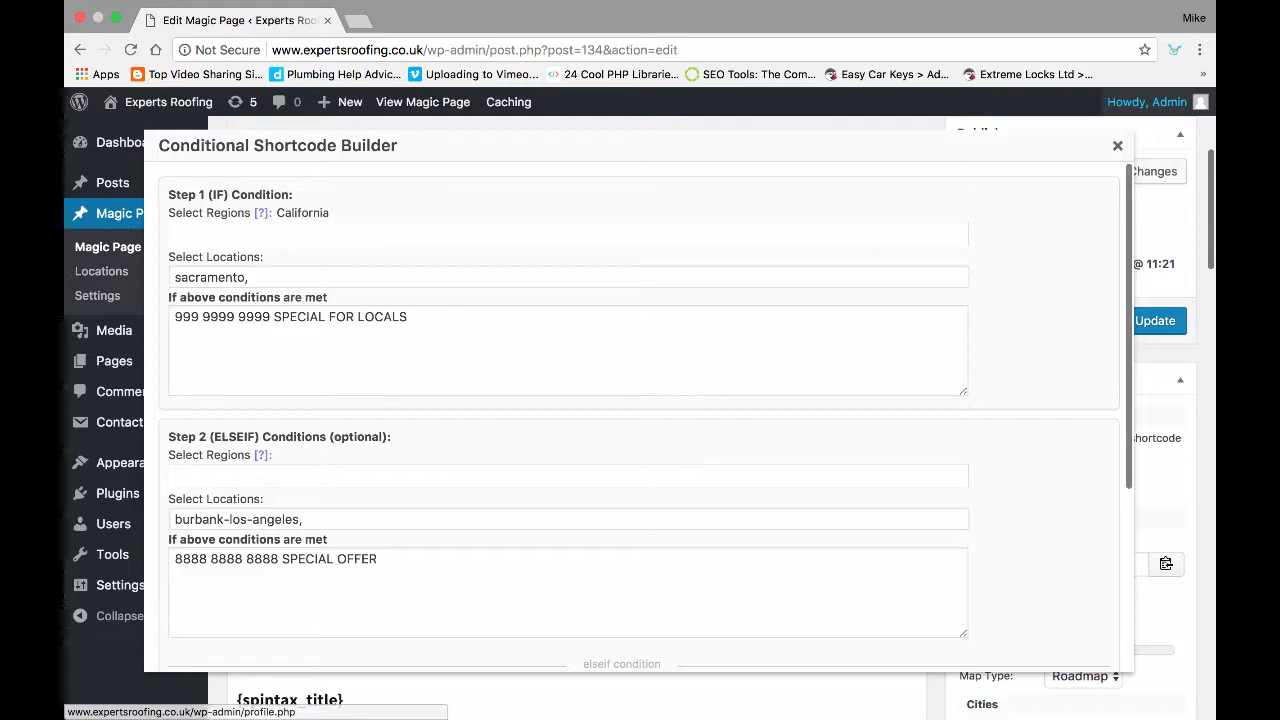 Edit Magic Page ‹ Experts Roo
Mike
Not Secure www.expertsroofing.co.uk/wp-admin/post.php?post=134&action=edit
Apps Top Video Sharing Si... Plumbing Help Advic... Uploading to Vimeo... 24 Cool PHP Librarie... SEO Tools: The Com... Easy Car Keys > Ad... Extreme Locks Ltd >... »
Experts Roofing 5 0 New View Magic Page Caching Howdy, Admin
Dashbo
Posts
Magic P
Magic Page
Locations
Settings
Media
Pages
Comme
Contact
Appeara
Plugins
Users
Tools
Settings
Collapse
Conditional Shortcode Builder
Step 1 (IF) Condition:
Select Regions [?]: California
Select Locations:
sacramento,
If above conditions are met
999 9999 9999 SPECIAL FOR LOCALS
Step 2 (ELSEIF) Conditions (optional):
Select Regions [?]:
Select Locations:
burbank-los-angeles,
If above conditions are met
8888 8888 8888 SPECIAL OFFER
elseif condition
Changes
@ 11:21
Update
shortcode
Map Type: Roadmap
Cities
{spintax_title}
www.expertsroofing.co.uk/wp-admin/profile.php